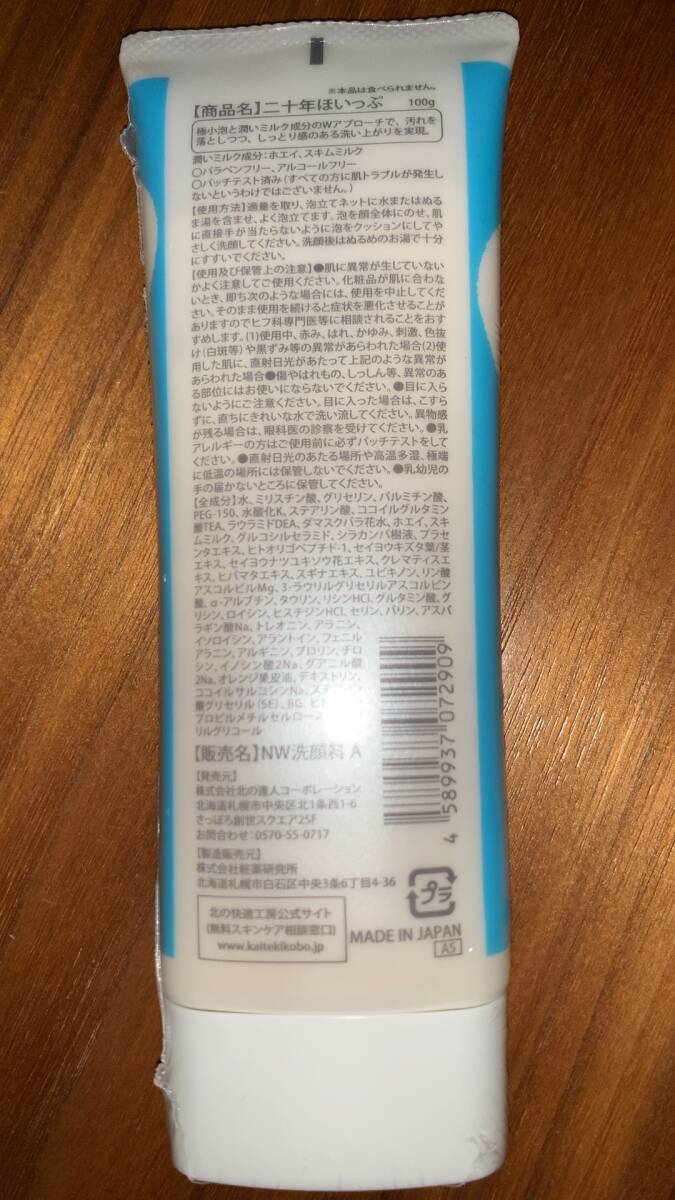 ※本品は食べられません。
【商品名】二十年ほいっぷ 100g
極小泡と潤いミルク成分のWアプローチで、汚れを
落としつつ、しっとり感のある洗い上がりを実現。
潤いミルク成分:ホエイ、スキムミルク
○パラベンフリー、アルコールフリー
○パッチテスト済み(すべての方に肌トラブルが発生し
ないというわけではございません。)
【使用方法】適量を取り、泡立てネットに水またはぬる
ま湯を含ませ、よく泡立てます。泡を顔全体にのせ、肌
に直接手が当たらないように泡をクッションにしてや
さしく洗顔してください。洗顔後はぬるめのお湯で十分
にすすいでください。
【使用及び保管上の注意】●肌に異常が生じていない
かよく注意してご使用ください。化粧品が肌に合わな
いとき、即ち次のような場合には、使用を中止してくだ
さい。そのまま使用を続けると症状を悪化させることが
ありますのでヒフ科専門医等に相談されることをおす
すめします。(1)使用中、赤み、はれ、かゆみ、刺激、色抜
け(白斑等)や黒ずみ等の異常があらわれた場合(2)使
用した肌に、直射日光があたって上記のような異常が
あらわれた場合●傷やはれもの、しっしん等、異常のあ
る部位にはお使いにならないでください。●目に入ら
ないようにご注意ください。目に入った場合は、こすら
ずに、直ちにきれいな水で洗い流してください。異物感
が残る場合は、眼科医の診察を受けてください。●乳
アレルギーの方はご使用前に必ずパッチテストをして
ください。●直射日光のあたる場所や高温多湿、極端
に低温の場所には保管しないでください。●乳幼児の
手の届かないところに保管してください。
【全成分】水、ミリスチン酸、グリセリン、パルミチン酸、
PEG-150、水酸化K、ステアリン酸、ココイルグルタミン
酸TEA、ラウラミドDEA、ダマスクバラ花水、ホエイ、スキ
ムミルク、グルコシルセラミド、シラカンバ樹液、プラセ
ンタエキス、ヒトオリゴペプチド-1、セイヨウキズタ葉/茎
エキス、セイヨウナツユキソウ花エキス、クレマティスエ
キス、ヒバマタエキス、スギナエキス、ユビキノン、リン酸
アスコルビルMg、3-ラウリルグリセリルアスコルビン
酸、α-アルブチン、タウリン、リシンHCl、グルタミン酸、グ
リシン、ロイシン、ヒスチジンHCl、セリン、バリン、アスパ
ラギン酸Na、トレオニン、アラニン、
イソロイシン、アラントイン、フェニル
アラニン、アルギニン、プロリン、チロ
シン、イノシン酸2Na、グアニル酸
2Na、オレンジ果皮油、デキストリン、
ココイルサルコシンNa、ステアリン
酸グリセリル(SE)、BG、ヒ
プロピルメチルセルロース
リルグリコール
【販売名】NW洗顔料 A
【発売元】
株式会社北の達人コーポレーション
北海道札幌市中央区北1条西1-6
さっぽろ創世スクエア25F
お問合わせ:0570-55-0717
【製造販売元】
株式会社粧薬研究所
北海道札幌市白石区中央3条6丁目4-36
北の快適工房公式サイト
(無料スキンケア相談窓口)
www.kaitekikobo.jp
4 589937 072909
プラ
MADE IN JAPAN
A5